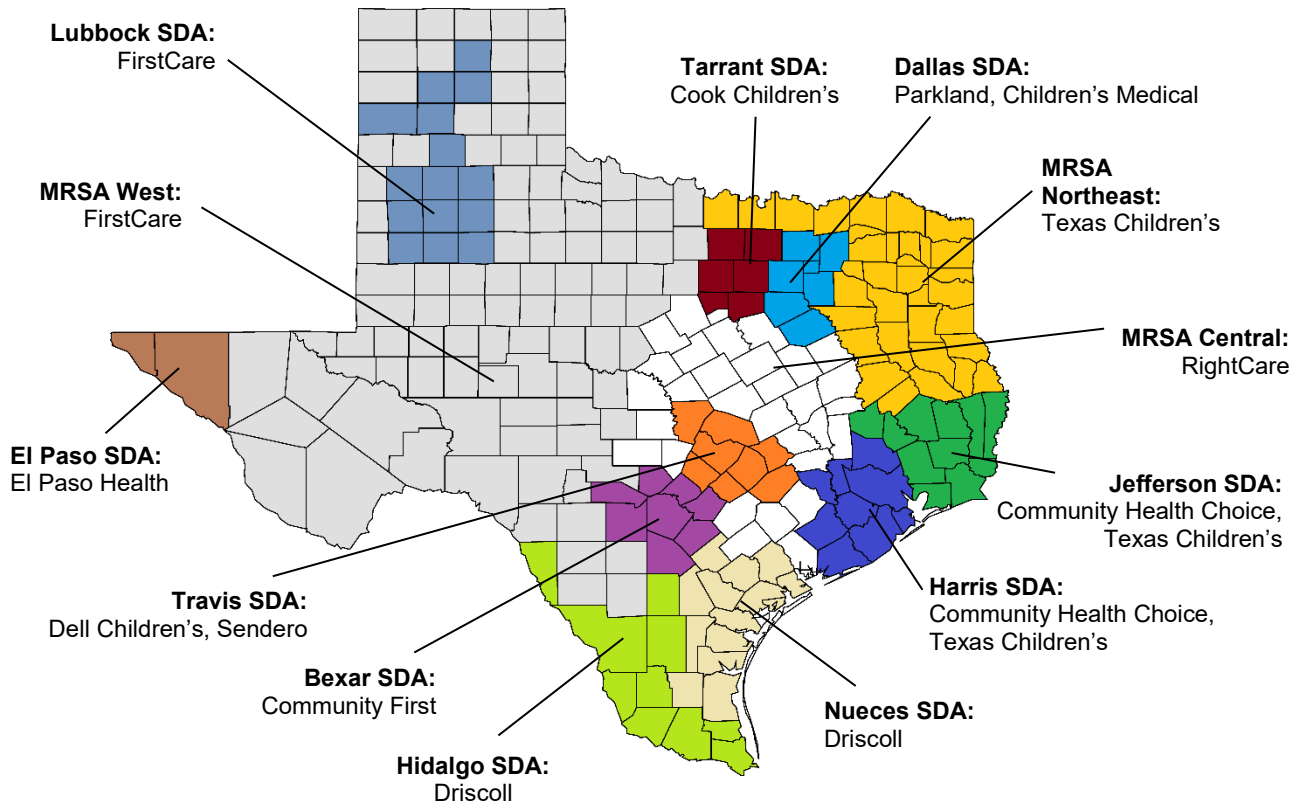 Lubbock SDA:
FirstCare
Tarrant SDA:
Cook Children's
Dallas SDA:
Parkland, Children's Medical
MRSA West:
FirstCare
MRSA
Northeast:
Texas Children's
MRSA Central:
RightCare
El Paso SDA:
El Paso Health
Jefferson SDA:
Community Health Choice,
Texas Children's
Travis SDA:
Dell Children's, Sendero
Harris SDA:
Community Health Choice,
Texas Children's
Bexar SDA:
Community First
Nueces SDA:
Driscoll
Hidalgo SDA:
Driscoll